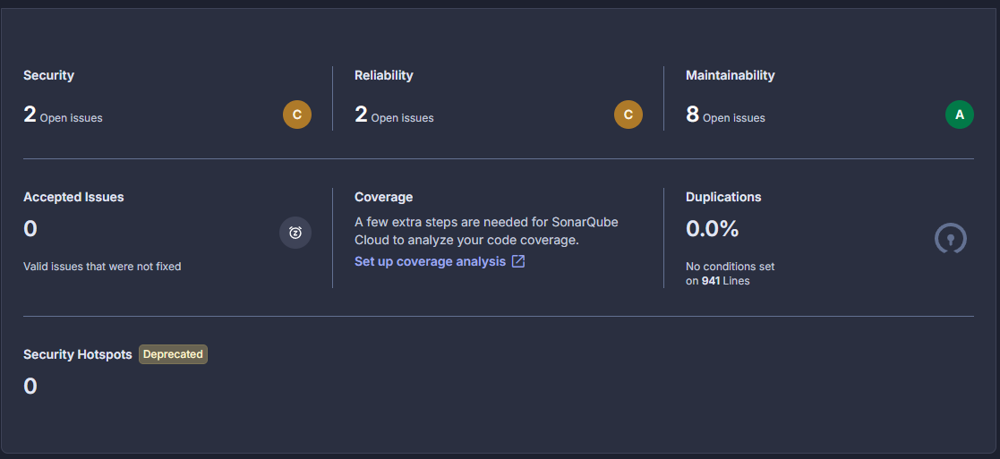 Security
2 Open issues
C
Reliability
2 Open issues
C
Maintainability
8 Open issues
A
Accepted Issues
0
Valid issues that were not fixed
Coverage
A few extra steps are needed for SonarQube
Cloud to analyze your code coverage.
Set up coverage analysis
Duplications
0.0%
No conditions set
on 941 Lines
Security Hotspots Deprecated
0